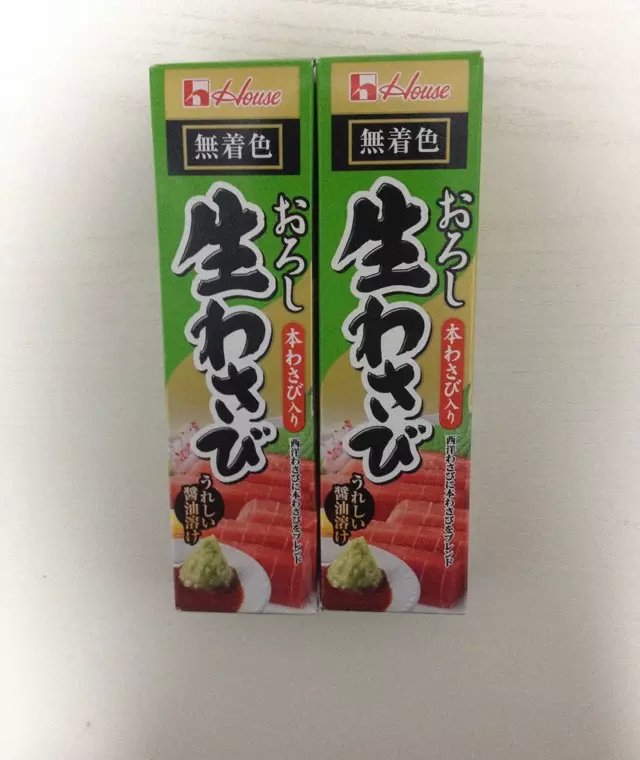 House
無着色
おろし
生わさび
本わさび入り
西洋わさびに本わさびをブレンド
うれしい
醤油溶け
House
無着色
おろし
生わさび
本わさび入り
西洋わさびに本わさびをブレンド
うれしい
醤油溶け